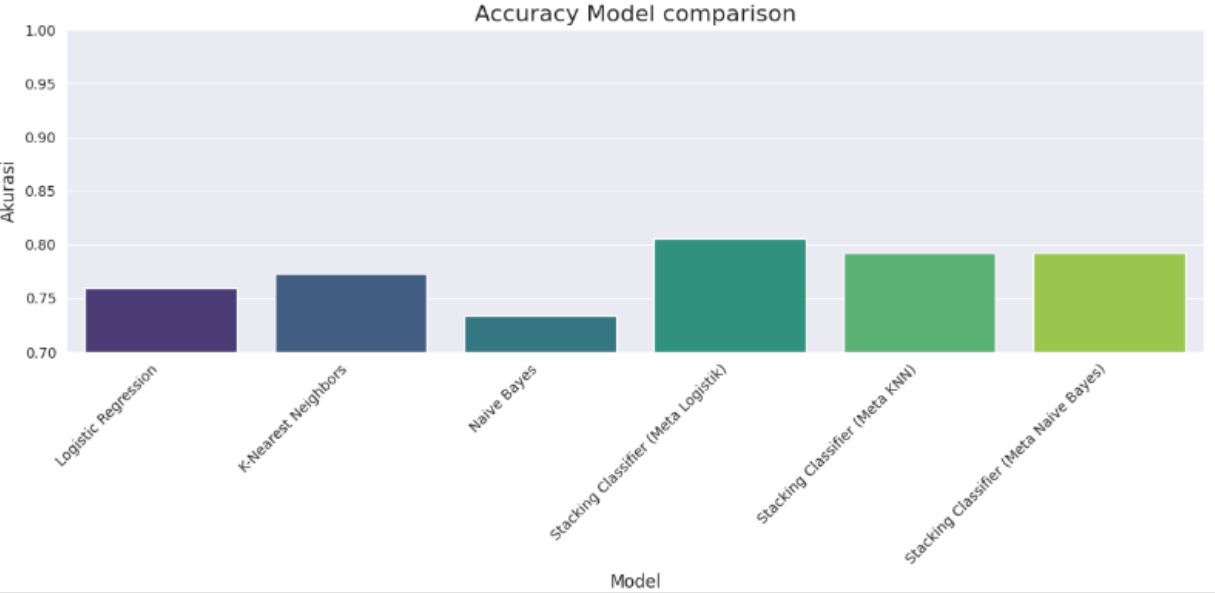 Accuracy Model comparison
1.00
0.95
0.90
0.85
0.80
0.75
0.70
Akurasi
Logistic Regression
K-Nearest Neighbors
Naive Bayes
Stacking Classifier (Meta Logistik)
Stacking Classifier (Meta KNN)
Stacking Classifier (Meta Naive Bayes)
Model